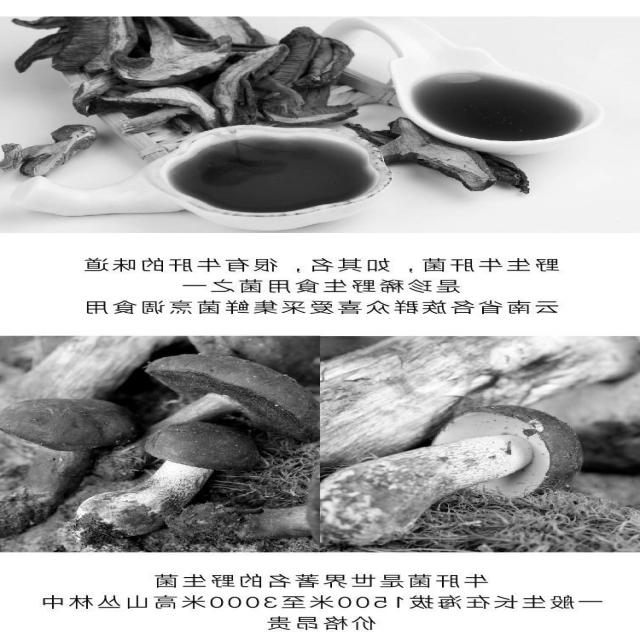 野生牛肝菌，如其名，很有牛肝的味道
是珍稀野生食用菌之一
云南省各族群众喜爱采集鲜菌烹调食用
牛肝菌是世界著名的野生菌
一般生长在海拔1500米至3000米高山丛林中
价格昂贵